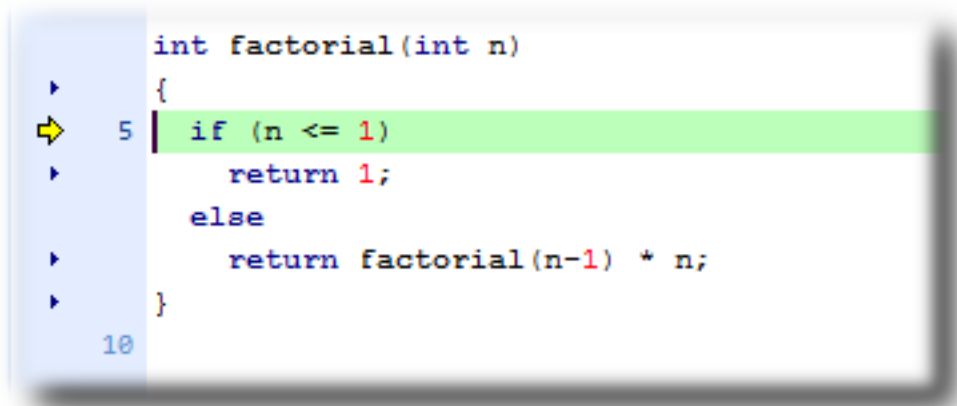 int factorial(int n)
{
5 if (n <= 1)
return 1;
else
return factorial(n-1) * n;
}
10